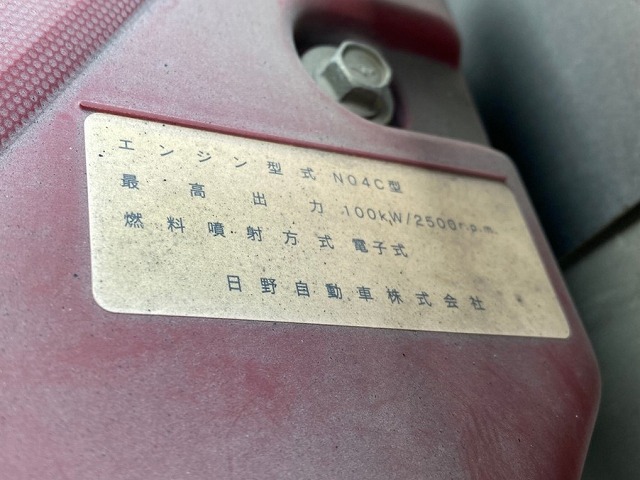 エンジン型式 N04C型
最高出力 100kW/2500r.p.m.
燃料噴射方式 電子式
日野自動車株式会社